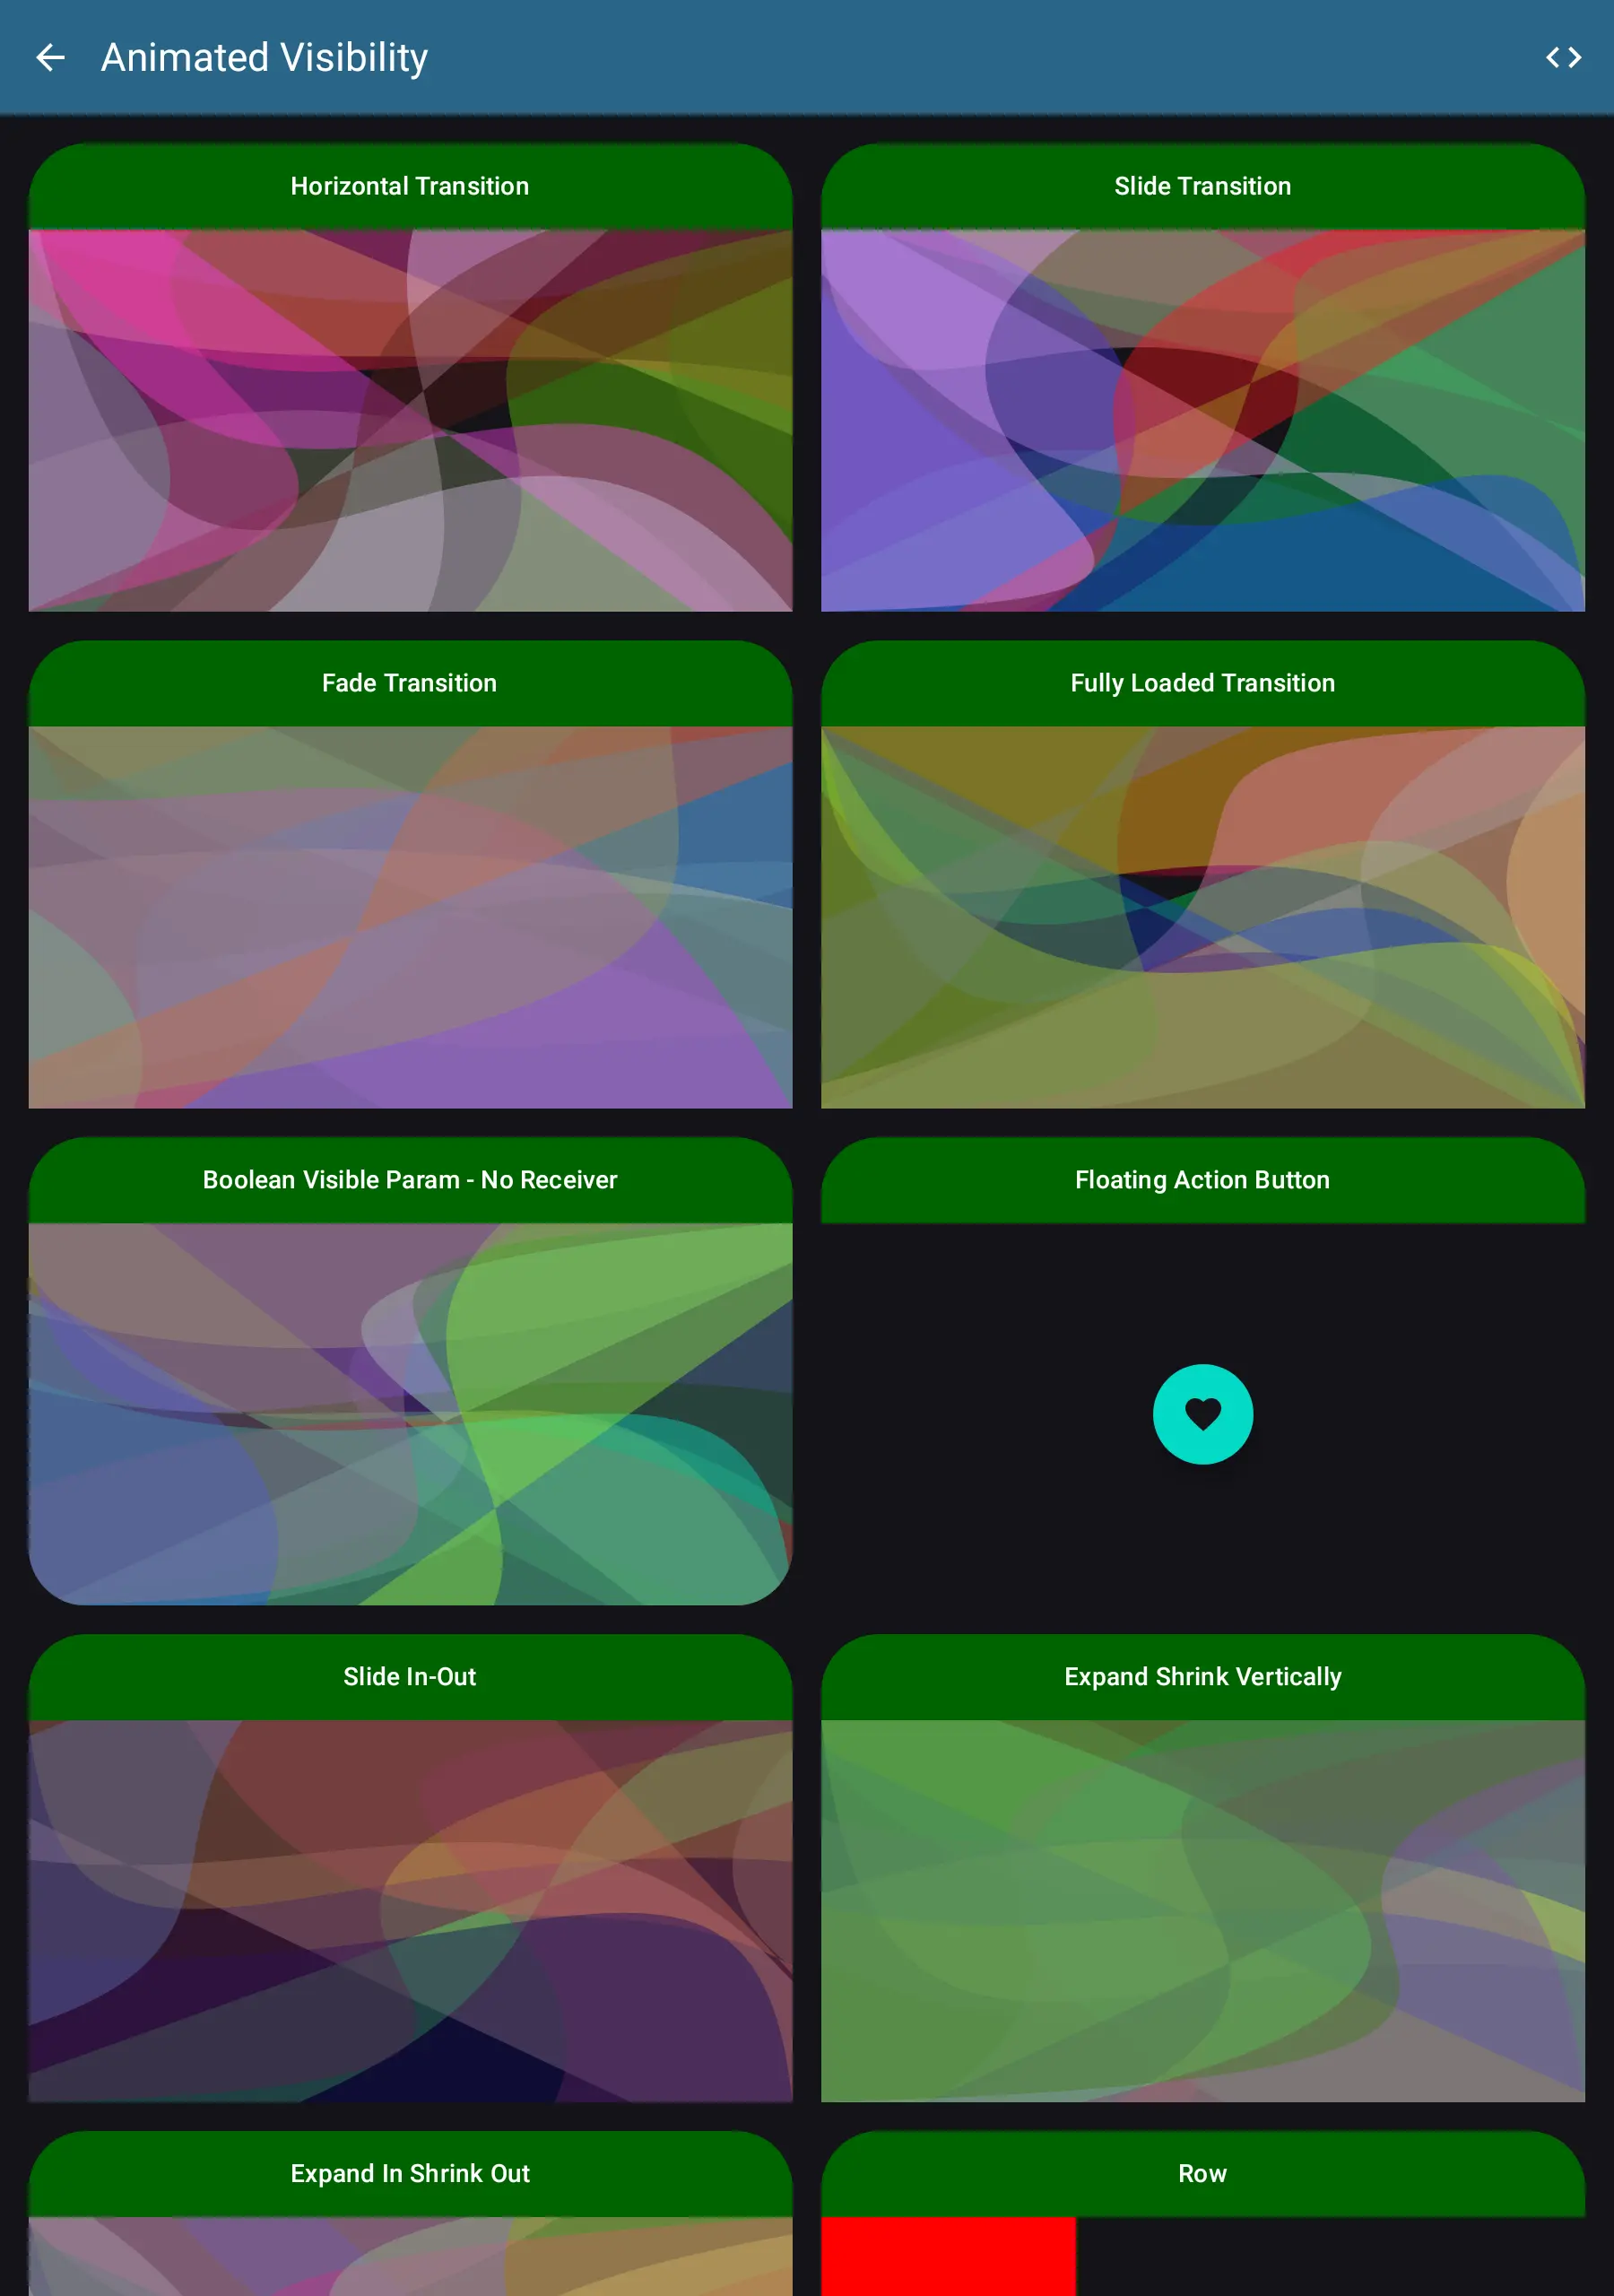 Animated Visibility
Horizontal Transition
Slide Transition
Fade Transition
Fully Loaded Transition
Boolean Visible Param - No Receiver
Floating Action Button
Slide In-Out
Expand Shrink Vertically
Expand In Shrink Out
Row